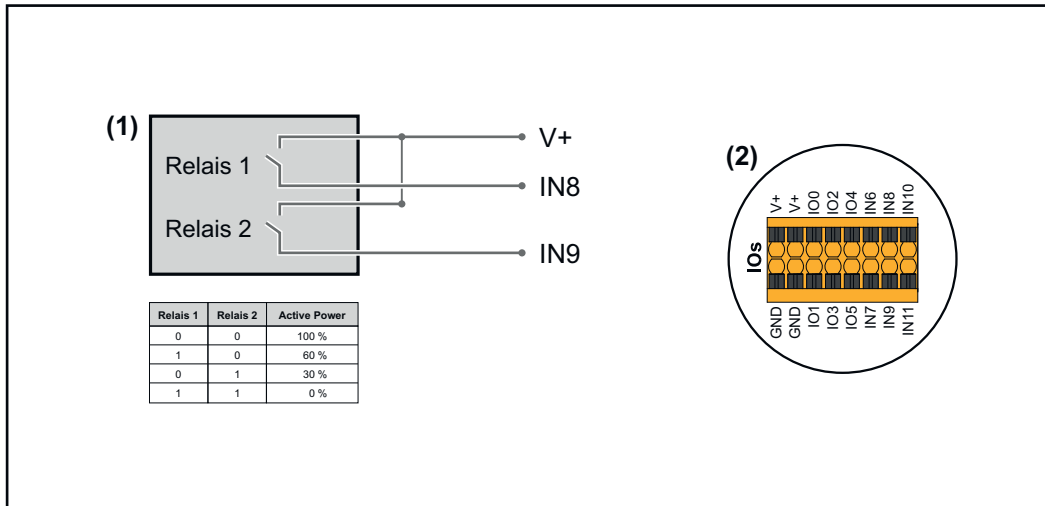 (1)
Relais 1
Relais 2
V+
IN8
IN9
Relais 1 Relais 2 Active Power
0 0 100 %
1 0 60 %
0 1 30 %
1 1 0 %
(2)
V+ V+ IO0 IO2 IO4 IN6 IN8 IN10
IOs
GND GND IO1 IO3 IO5 IN7 IN9 IN11